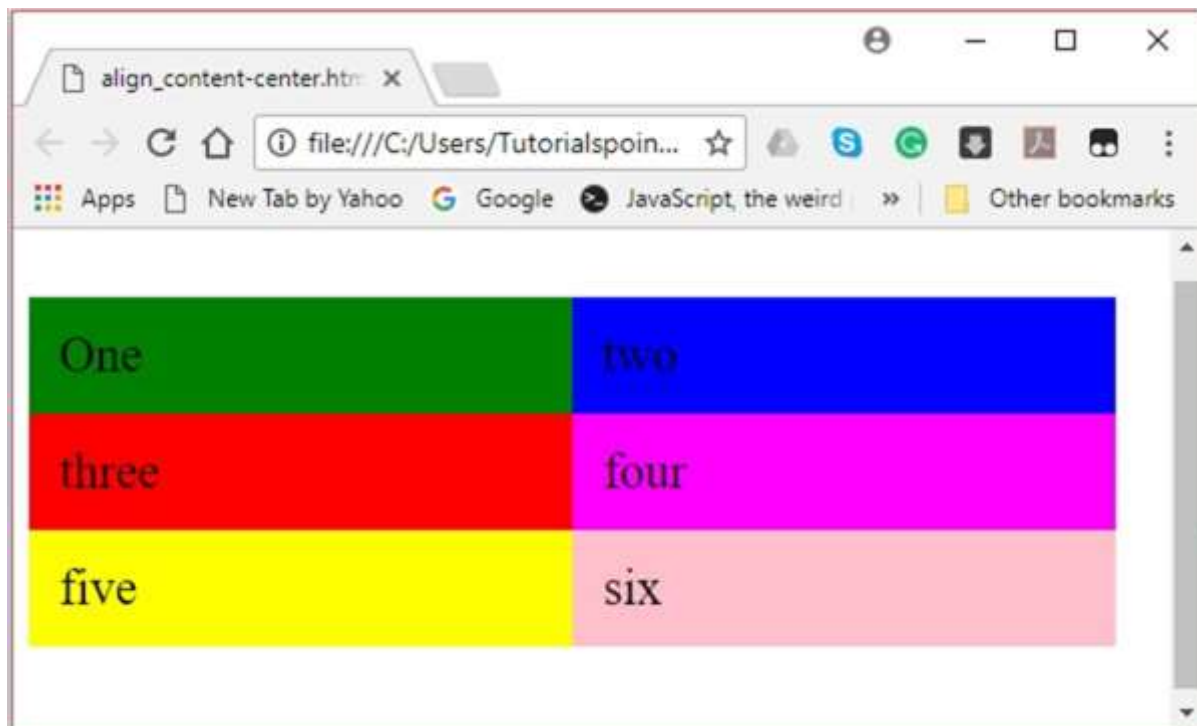 align_content-center.htm
file:///C:/Users/Tutorialspoin...
Apps New Tab by Yahoo Google JavaScript, the weird » Other bookmarks
One two
three four
five six